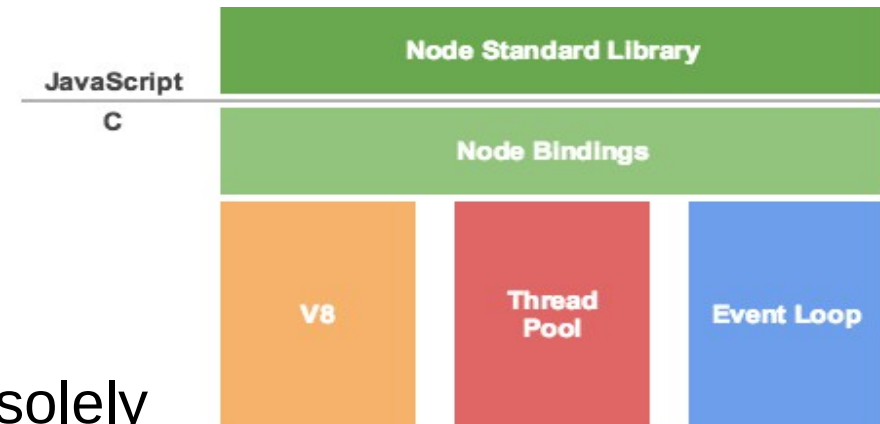 Node Standard Library
JavaScript
C
Node Bindings
V8
Thread
Pool
Event Loop
solely